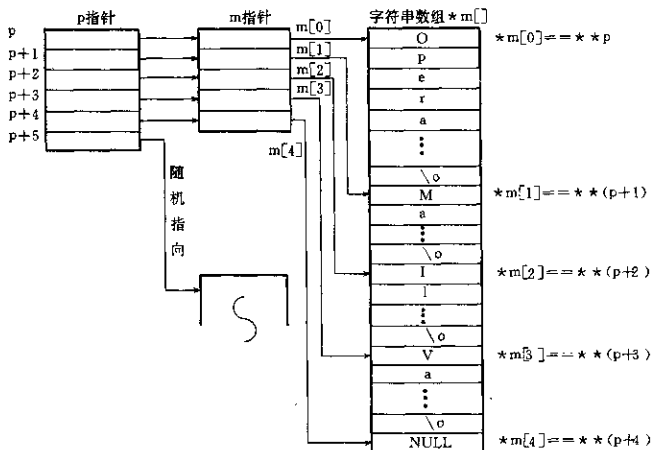 p指针
m指针
字符串数组*m[]
p
p+1
p+2
p+3
p+4
p+5
m[0]
m[1]
m[2]
m[3]
m[4]
随机指向
O
p
e
r
a
⋮
\o
M
a
⋮
\o
I
l
⋮
\o
V
a
⋮
\o
NULL
*m[0]===**p
*m[1]==**(p+1)
*m[2]==**(p+2)
*m[3]==**(p+3)
*m[4]==**(p+4)